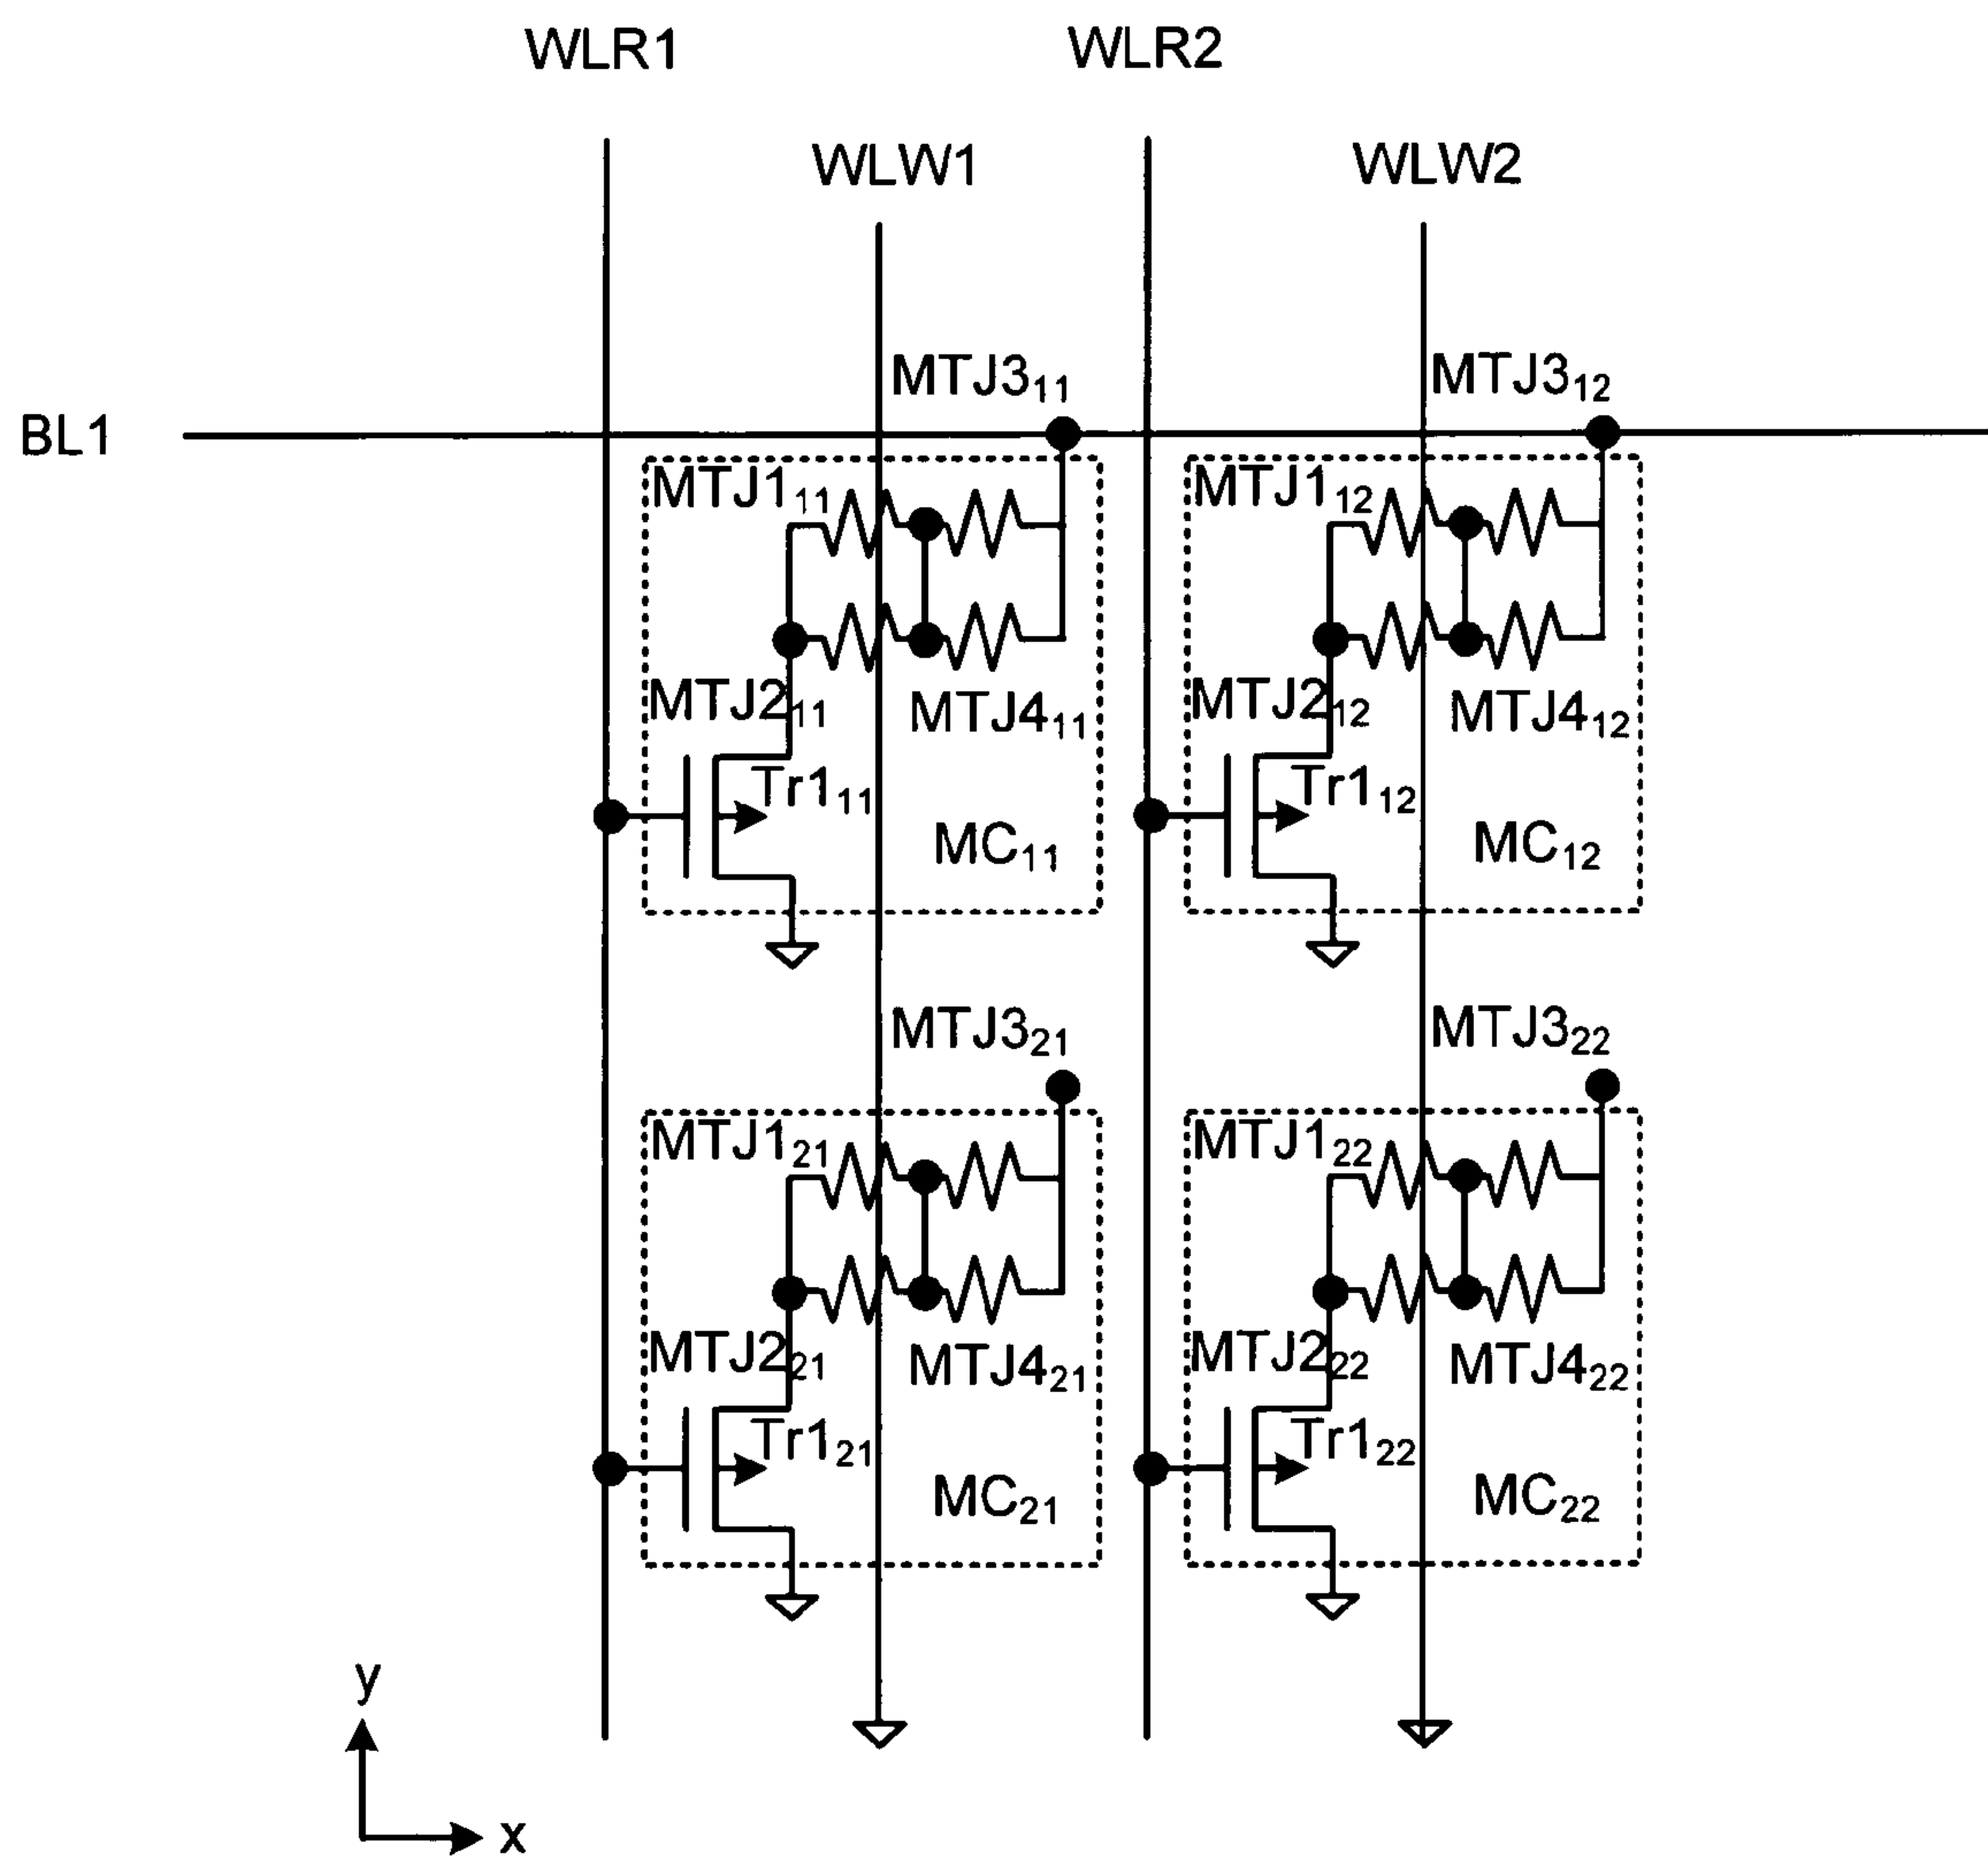 WLR1 WLR2
WLW1 WLW2
MTJ3₁₁ MTJ3₁₂
BL1
MTJ1₁₁ MTJ1₁₂
MTJ2₁₁ MTJ4₁₁ MTJ2₁₂ MTJ4₁₂
Tr1₁₁ Tr1₁₂
MC₁₁ MC₁₂
MTJ3₂₁ MTJ3₂₂
MTJ1₂₁ MTJ1₂₂
MTJ2₂₁ MTJ4₂₁ MTJ2₂₂ MTJ4₂₂
Tr1₂₁ Tr1₂₂
MC₂₁ MC₂₂
y
x